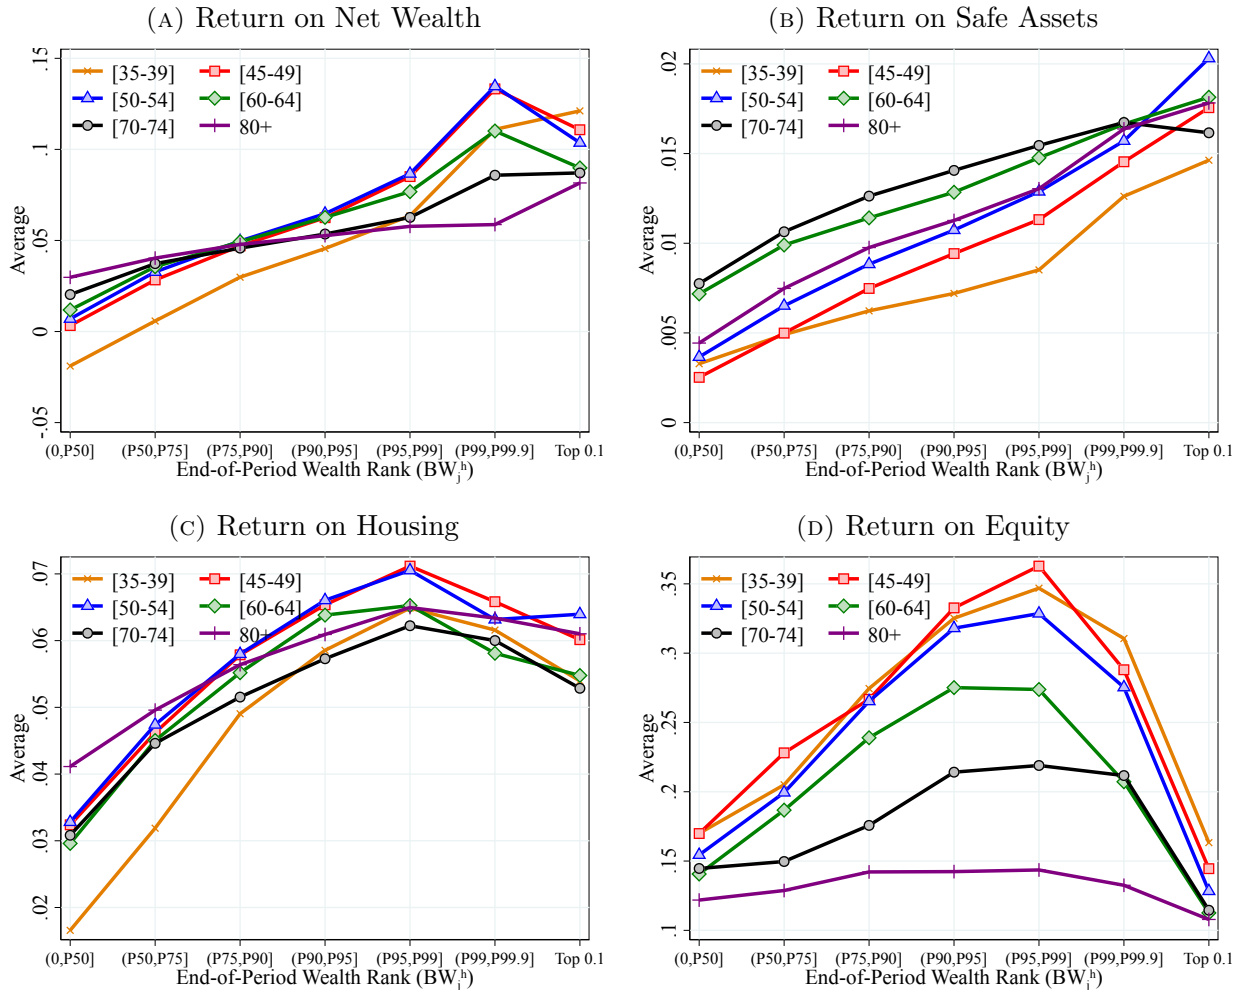 (A) Return on Net Wealth
.15
.1
.05
0
-.05
Average
[35-39] [45-49]
[50-54] [60-64]
[70-74] 80+
(0,P50] (P50,P75] (P75,P90] (P90,P95] (P95,P99] (P99,P99.9] Top 0.1
End-of-Period Wealth Rank (BW_j^h)
(B) Return on Safe Assets
.02
.015
.01
.005
0
Average
[35-39] [45-49]
[50-54] [60-64]
[70-74] 80+
(0,P50] (P50,P75] (P75,P90] (P90,P95] (P95,P99] (P99,P99.9] Top 0.1
End-of-Period Wealth Rank (BW_j^h)
(C) Return on Housing
.07
.06
.05
.04
.03
.02
Average
[35-39] [45-49]
[50-54] [60-64]
[70-74] 80+
(0,P50] (P50,P75] (P75,P90] (P90,P95] (P95,P99] (P99,P99.9] Top 0.1
End-of-Period Wealth Rank (BW_j^h)
(D) Return on Equity
.35
.3
.25
.2
.15
.1
Average
[35-39] [45-49]
[50-54] [60-64]
[70-74] 80+
(0,P50] (P50,P75] (P75,P90] (P90,P95] (P95,P99] (P99,P99.9] Top 0.1
End-of-Period Wealth Rank (BW_j^h)